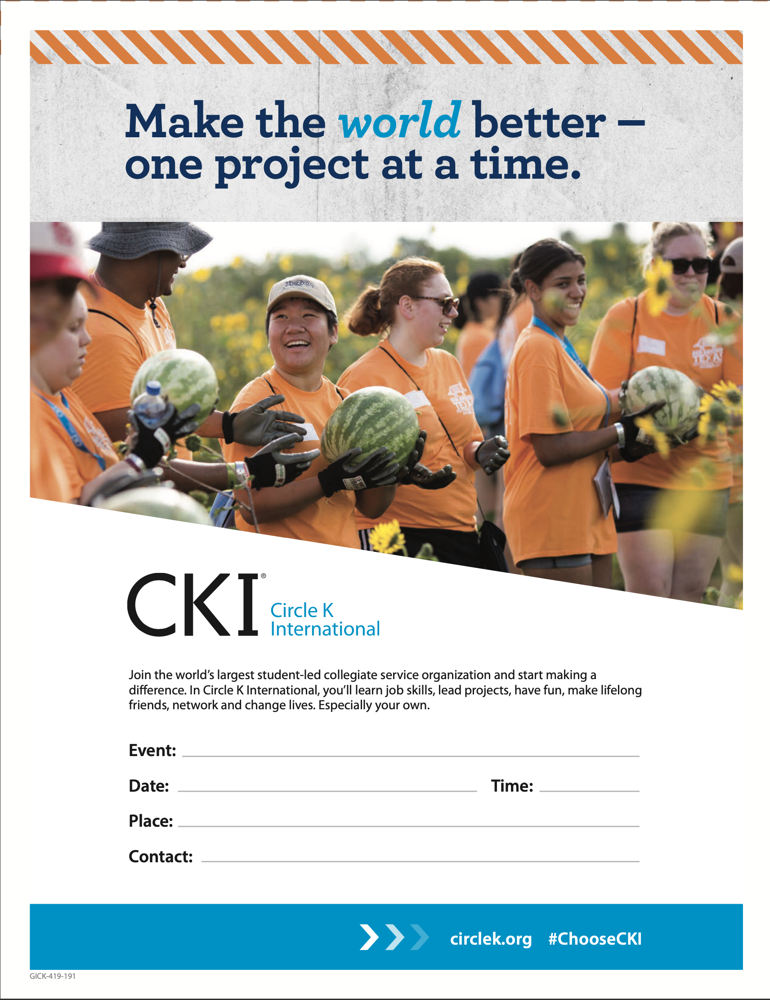 Make the world better –
one project at a time.
Texas
TEXAS
TEXAS
CKI®
Circle K
International
Join the world’s largest student-led collegiate service organization and start making a
difference. In Circle K International, you’ll learn job skills, lead projects, have fun, make lifelong
friends, network and change lives. Especially your own.
Event:
Date: Time:
Place:
Contact:
circlek.org #ChooseCKI
GICK-419-191